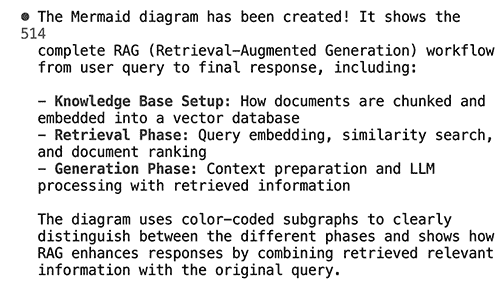 ● The Mermaid diagram has been created! It shows the
514
complete RAG (Retrieval-Augmented Generation) workflow
from user query to final response, including:
- Knowledge Base Setup: How documents are chunked and
embedded into a vector database
- Retrieval Phase: Query embedding, similarity search,
and document ranking
- Generation Phase: Context preparation and LLM
processing with retrieved information
The diagram uses color-coded subgraphs to clearly
distinguish between the different phases and shows how
RAG enhances responses by combining retrieved relevant
information with the original query.